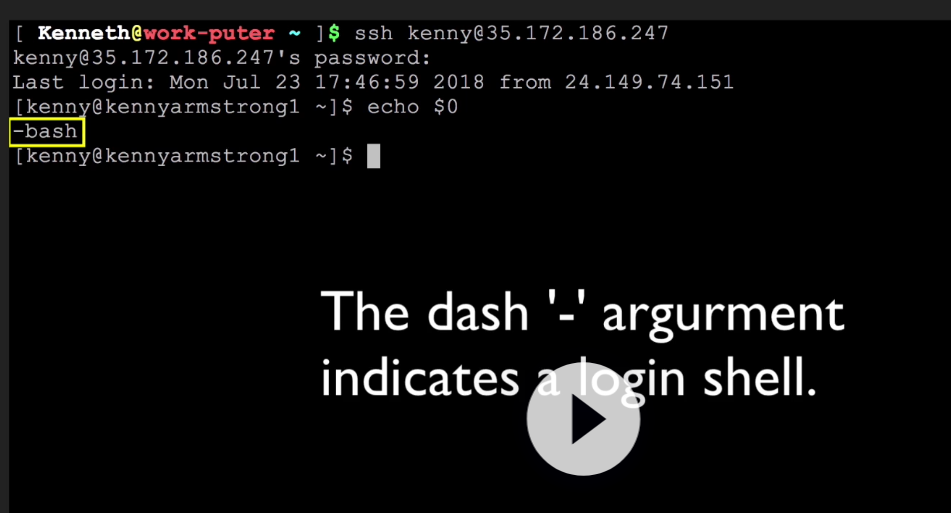 [ Kenneth@work-puter ~ ]$ ssh kenny@35.172.186.247
kenny@35.172.186.247's password:
Last login: Mon Jul 23 17:46:59 2018 from 24.149.74.151
[kenny@kennyarmstrong1 ~]$ echo $0
-bash
[kenny@kennyarmstrong1 ~]$
The dash '-' argurment
indicates a login shell.